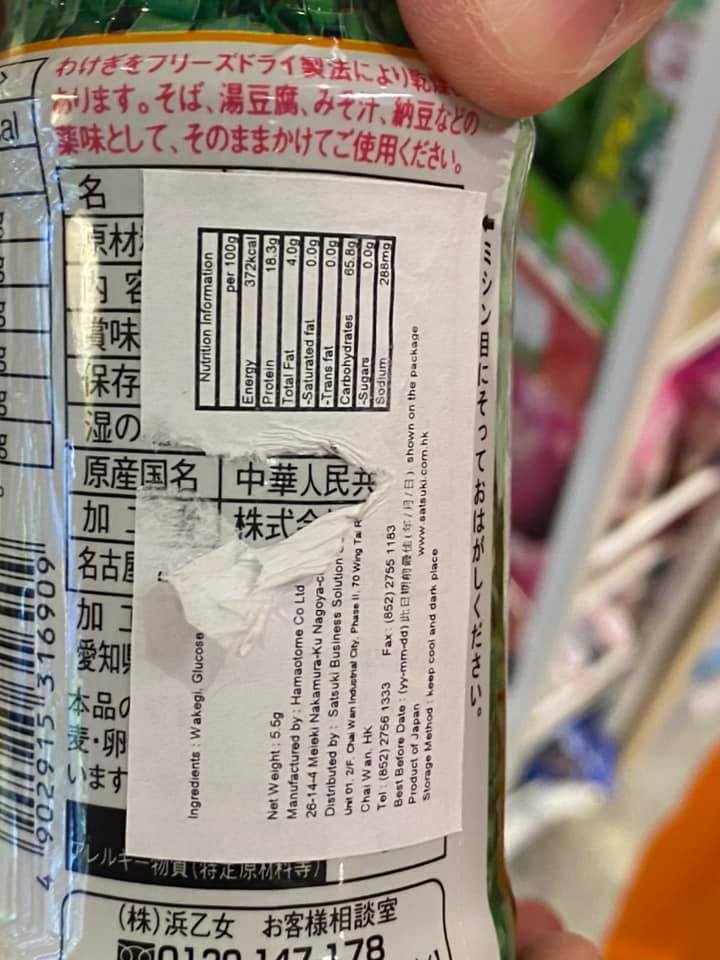 わけぎをフリーズドライ製法により乾燥
おります。そば、湯豆腐、みそ汁、納豆などの
薬味として、そのままかけてご使用ください。
名
原材
内 容
賞味
保存
湿の
原産国名 中華人民共
加 株式会
名古屋
加 工
愛知県
本品の
麦・卵
います
アレルギー物質(特定原材料等)
(株)浜乙女 お客様相談室
0120-147-178
ミシン目にそっておはがしください。
4 902915 316909
Nutrition Information
per 100g
Energy 372kcal
Protein 18.3g
Total Fat 4.0g
-Saturated fat 0.0g
-Trans fat 0.0g
Carbohydrates 65.8g
-Sugars 0.0g
Sodium 288mg
Ingredients : Wakegi, Glucose
Net Weight : 5.5g
Manufactured by : Hamaotome Co Ltd
26-14-4 Meieki Nakamura-Ku Nagoya-c
Distributed by : Satsuki Business Solution
Unit 01, 2/F, Chai Wan Industrial City, Phase II, 70 Wing Tai R
Chai Wan, HK
Tel : (852) 2756 1333 Fax : (852) 2755 1183
Best Before Date : (yy-mm-dd) 此日期前最佳(年/月/日) shown on the package
Product of Japan www.satsuki.com.hk
Storage Method : keep cool and dark place